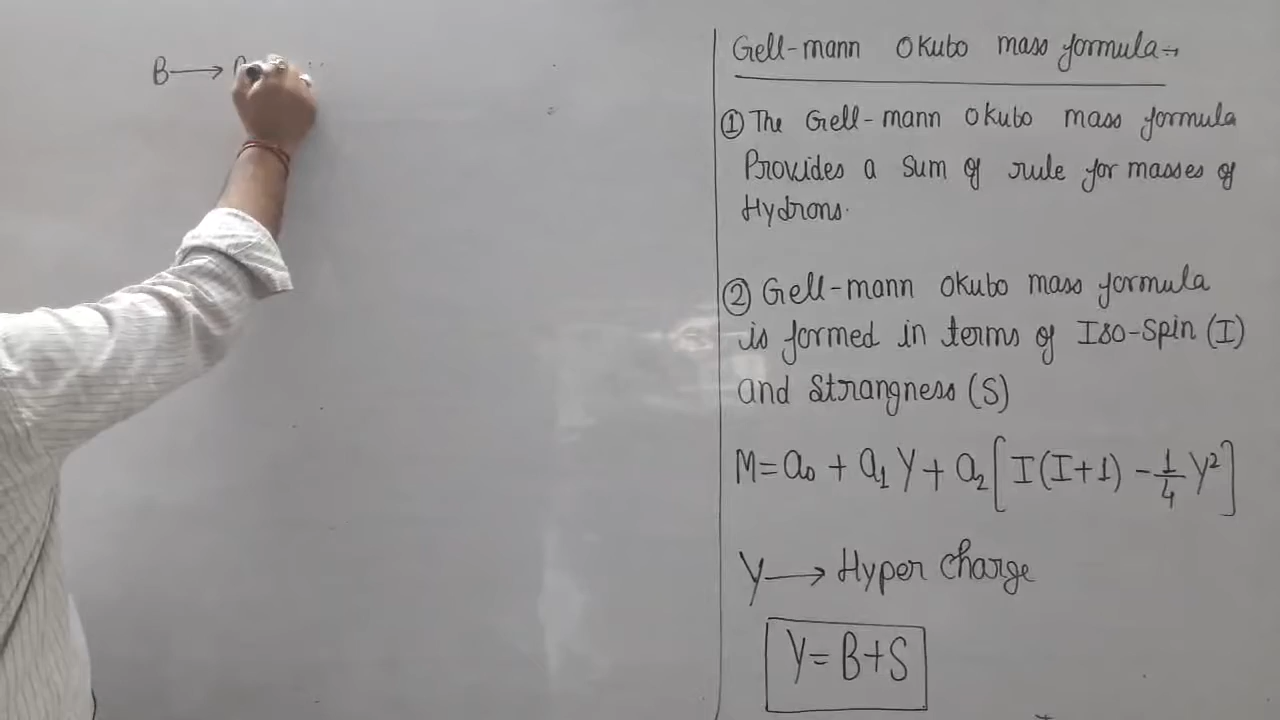 B→
Gell-mann Okubo mass formula→
① The Gell-mann Okubo mass formula
Provides a sum of rule for masses of
Hydrons.
② Gell-mann Okubo mass formula
is formed in terms of Iso-spin (I)
and Strangness (S)
M=a₀ + a₁ Y + a₂ [I(I+1) - 1/4 Y²]
Y → Hyper Charge
Y = B+S